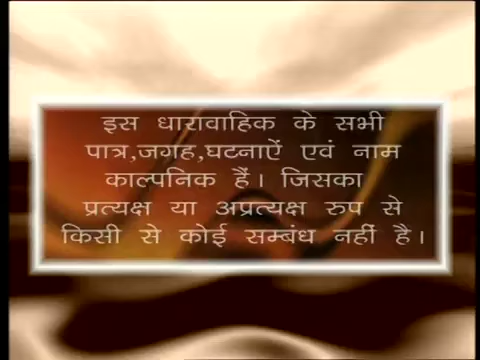 इस धारावाहिक के सभी
पात्र,जगह,घटनाऐं एवं नाम
काल्पनिक हैं। जिसका
प्रत्यक्ष या अप्रत्यक्ष रुप से
किसी से कोई सम्बंध नहीं है।